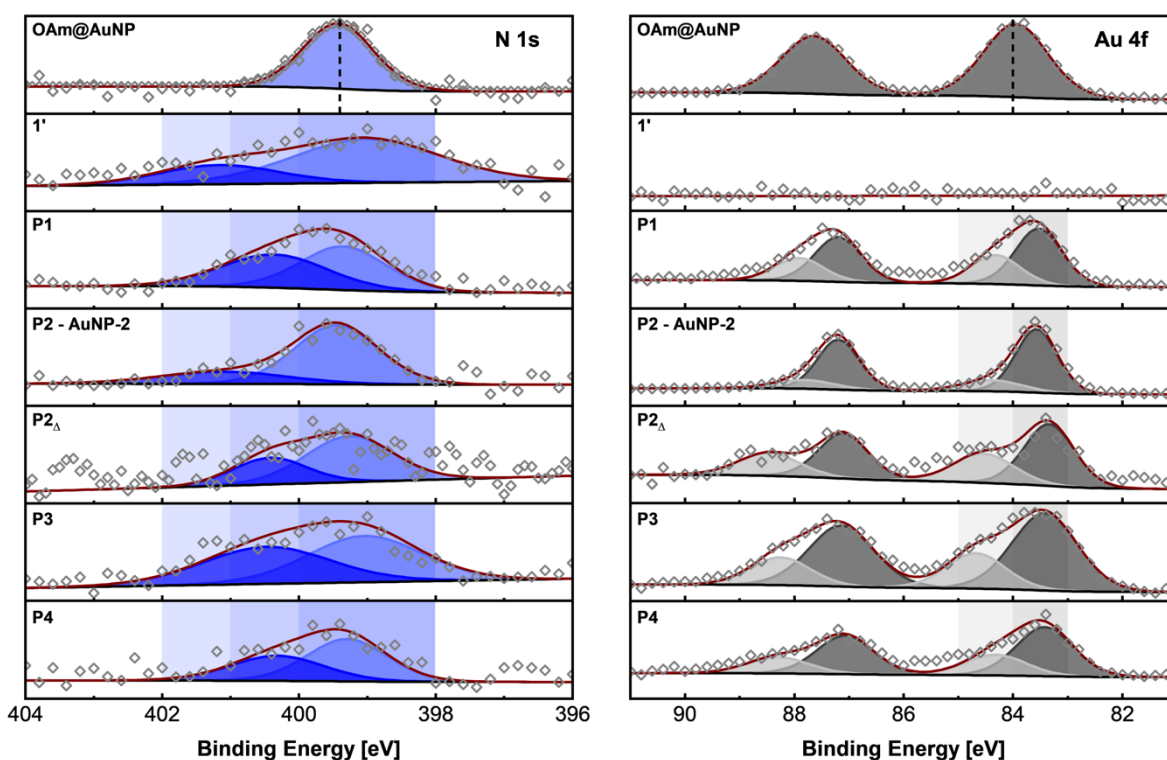 OAm@AuNP
N 1s
1'
P1
P2 - AuNP-2
P2Δ
P3
P4
404 402 400 398 396
Binding Energy [eV]
OAm@AuNP
Au 4f
1'
P1
P2 - AuNP-2
P2Δ
P3
P4
90 88 86 84 82
Binding Energy [eV]